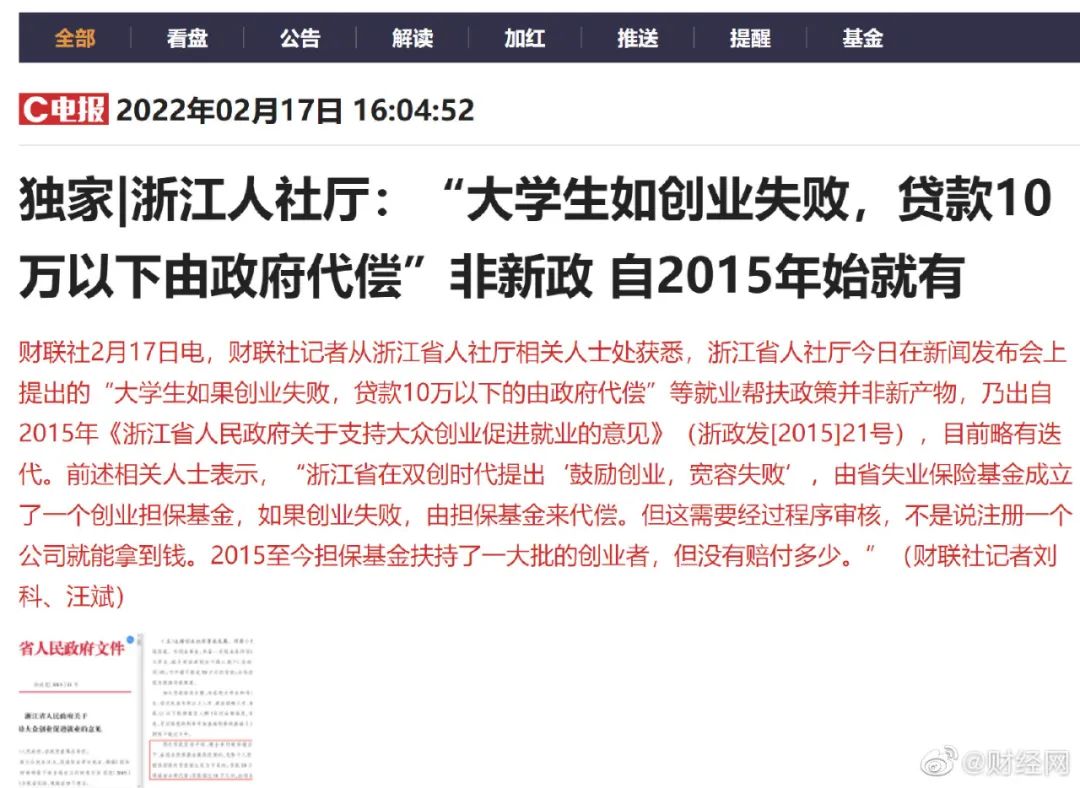 全部 看盘 公告 解读 加红 推送 提醒 基金
C电报 2022年02月17日 16:04:52
独家|浙江人社厅：“大学生如创业失败，贷款10
万以下由政府代偿”非新政 自2015年始就有
财联社2月17日电，财联社记者从浙江省人社厅相关人士处获悉，浙江省人社厅今日在新闻发布会上
提出的“大学生如果创业失败，贷款10万以下的由政府代偿”等就业帮扶政策并非新产物，乃出自
2015年《浙江省人民政府关于支持大众创业促进就业的意见》（浙政发[2015]21号），目前略有迭
代。前述相关人士表示，“浙江省在双创时代提出‘鼓励创业，宽容失败’，由省失业保险基金成立
了一个创业担保基金，如果创业失败，由担保基金来代偿。但这需要经过程序审核，不是说注册一个
公司就能拿到钱。2015至今担保基金扶持了一大批的创业者，但没有赔付多少。”（财联社记者刘
科、汪斌）
省人民政府文件
浙江省人民政府关于
大众创业促进就业的意见
@财经网